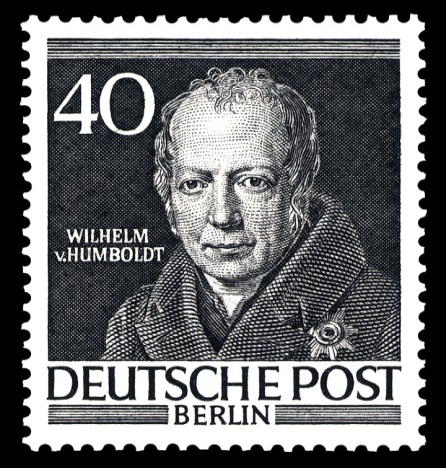 40
WILHELM
v. HUMBOLDT
DEUTSCHE POST
BERLIN